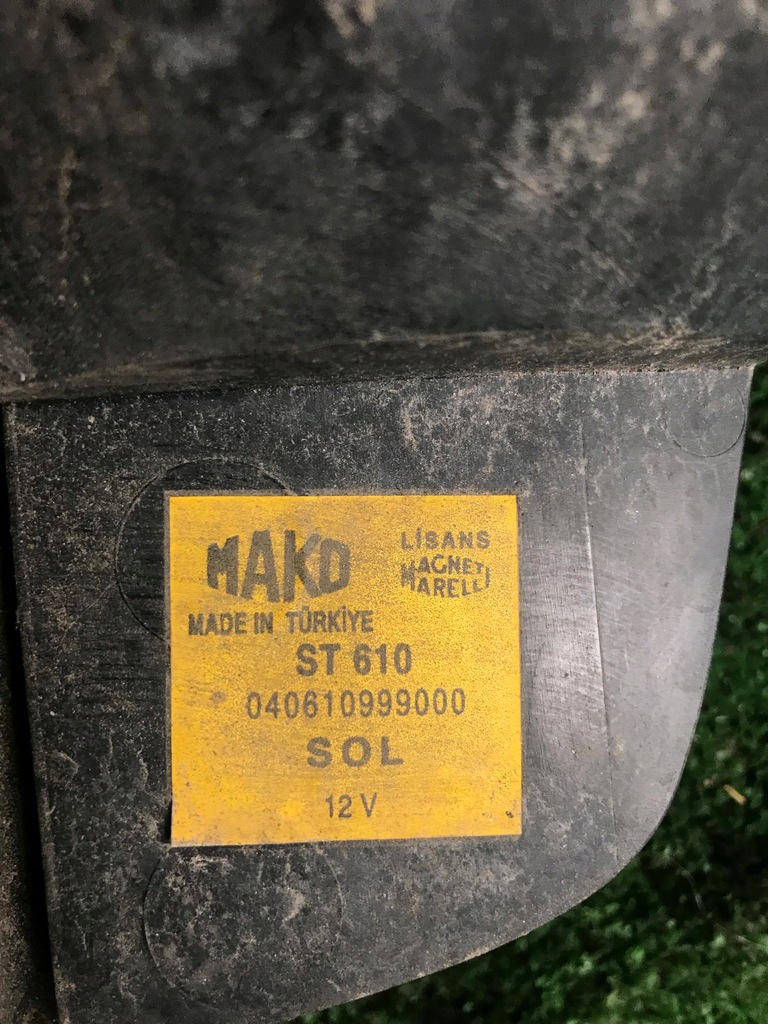 MAKO
LİSANS
MAGNETI
MARELLI
MADE IN TÜRKİYE
ST 610
040610999000
SOL
12 V